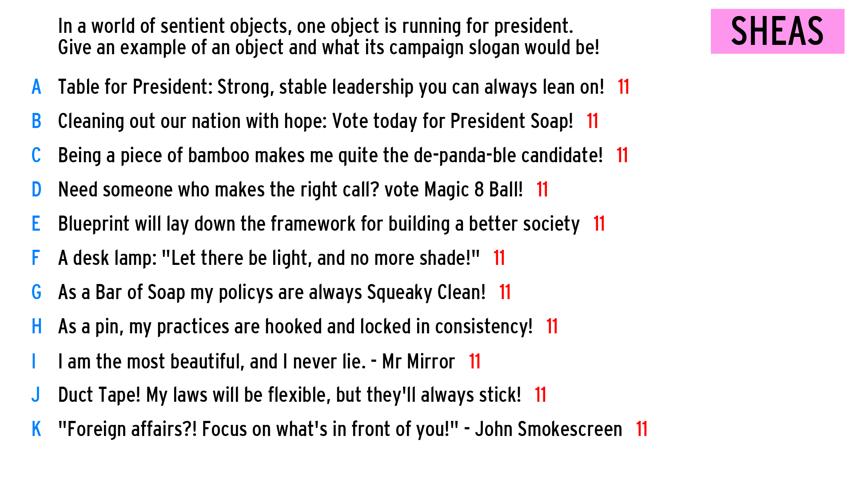 In a world of sentient objects, one object is running for president.
Give an example of an object and what its campaign slogan would be!
SHEAS
A Table for President: Strong, stable leadership you can always lean on! 11
B Cleaning out our nation with hope: Vote today for President Soap! 11
C Being a piece of bamboo makes me quite the de-panda-ble candidate! 11
D Need someone who makes the right call? vote Magic 8 Ball! 11
E Blueprint will lay down the framework for building a better society 11
F A desk lamp: "Let there be light, and no more shade!" 11
G As a Bar of Soap my policys are always Squeaky Clean! 11
H As a pin, my practices are hooked and locked in consistency! 11
I I am the most beautiful, and I never lie. - Mr Mirror 11
J Duct Tape! My laws will be flexible, but they'll always stick! 11
K "Foreign affairs?! Focus on what's in front of you!" - John Smokescreen 11